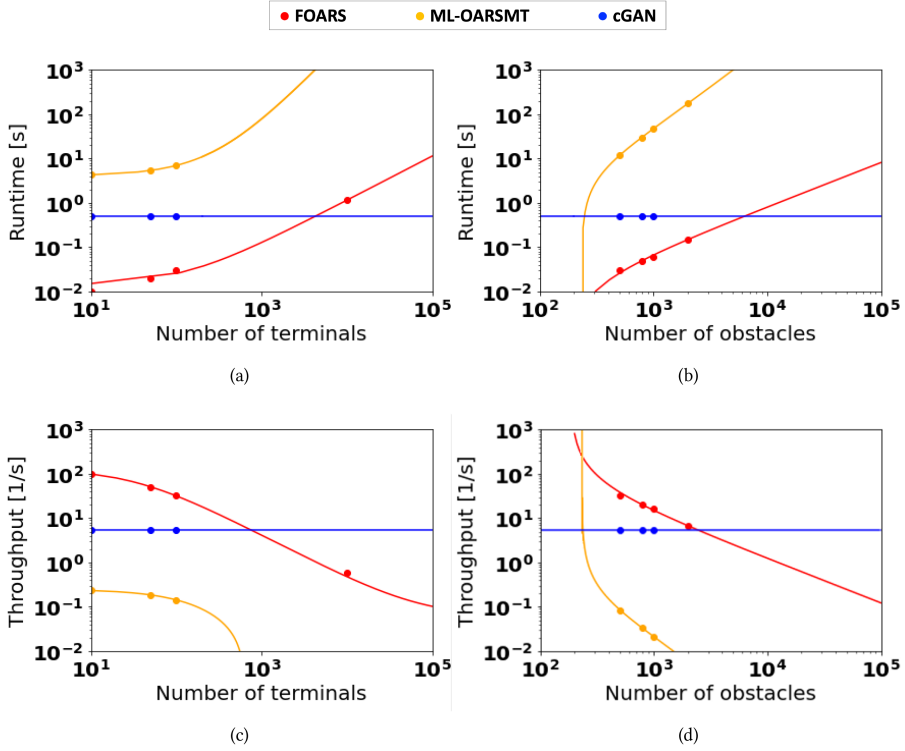 FOARS ML-OARSMT cGAN
10³ 10³
10² 10²
10¹ 10¹
10⁰ 10⁰
10⁻¹ 10⁻¹
10⁻² 10⁻²
Runtime [s] Runtime [s]
10¹ 10³ 10⁵ 10² 10³ 10⁴ 10⁵
Number of terminals Number of obstacles
(a) (b)
10³ 10³
10² 10²
10¹ 10¹
10⁰ 10⁰
10⁻¹ 10⁻¹
10⁻² 10⁻²
Throughput [1/s] Throughput [1/s]
10¹ 10³ 10⁵ 10² 10³ 10⁴ 10⁵
Number of terminals Number of obstacles
(c) (d)